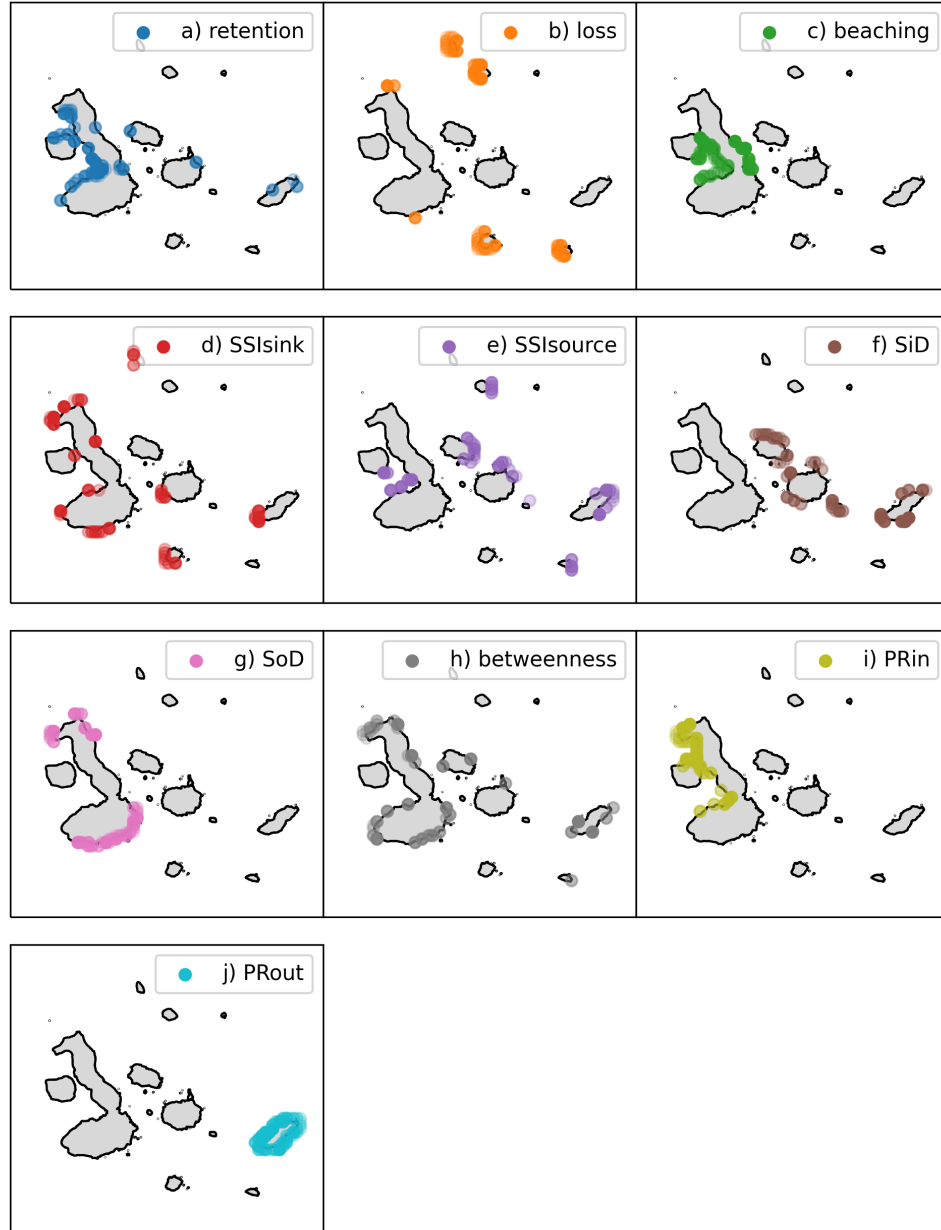 a) retention
b) loss
c) beaching
d) SSIsink
e) SSIsource
f) SiD
g) SoD
h) betweenness
i) PRin
j) PRout